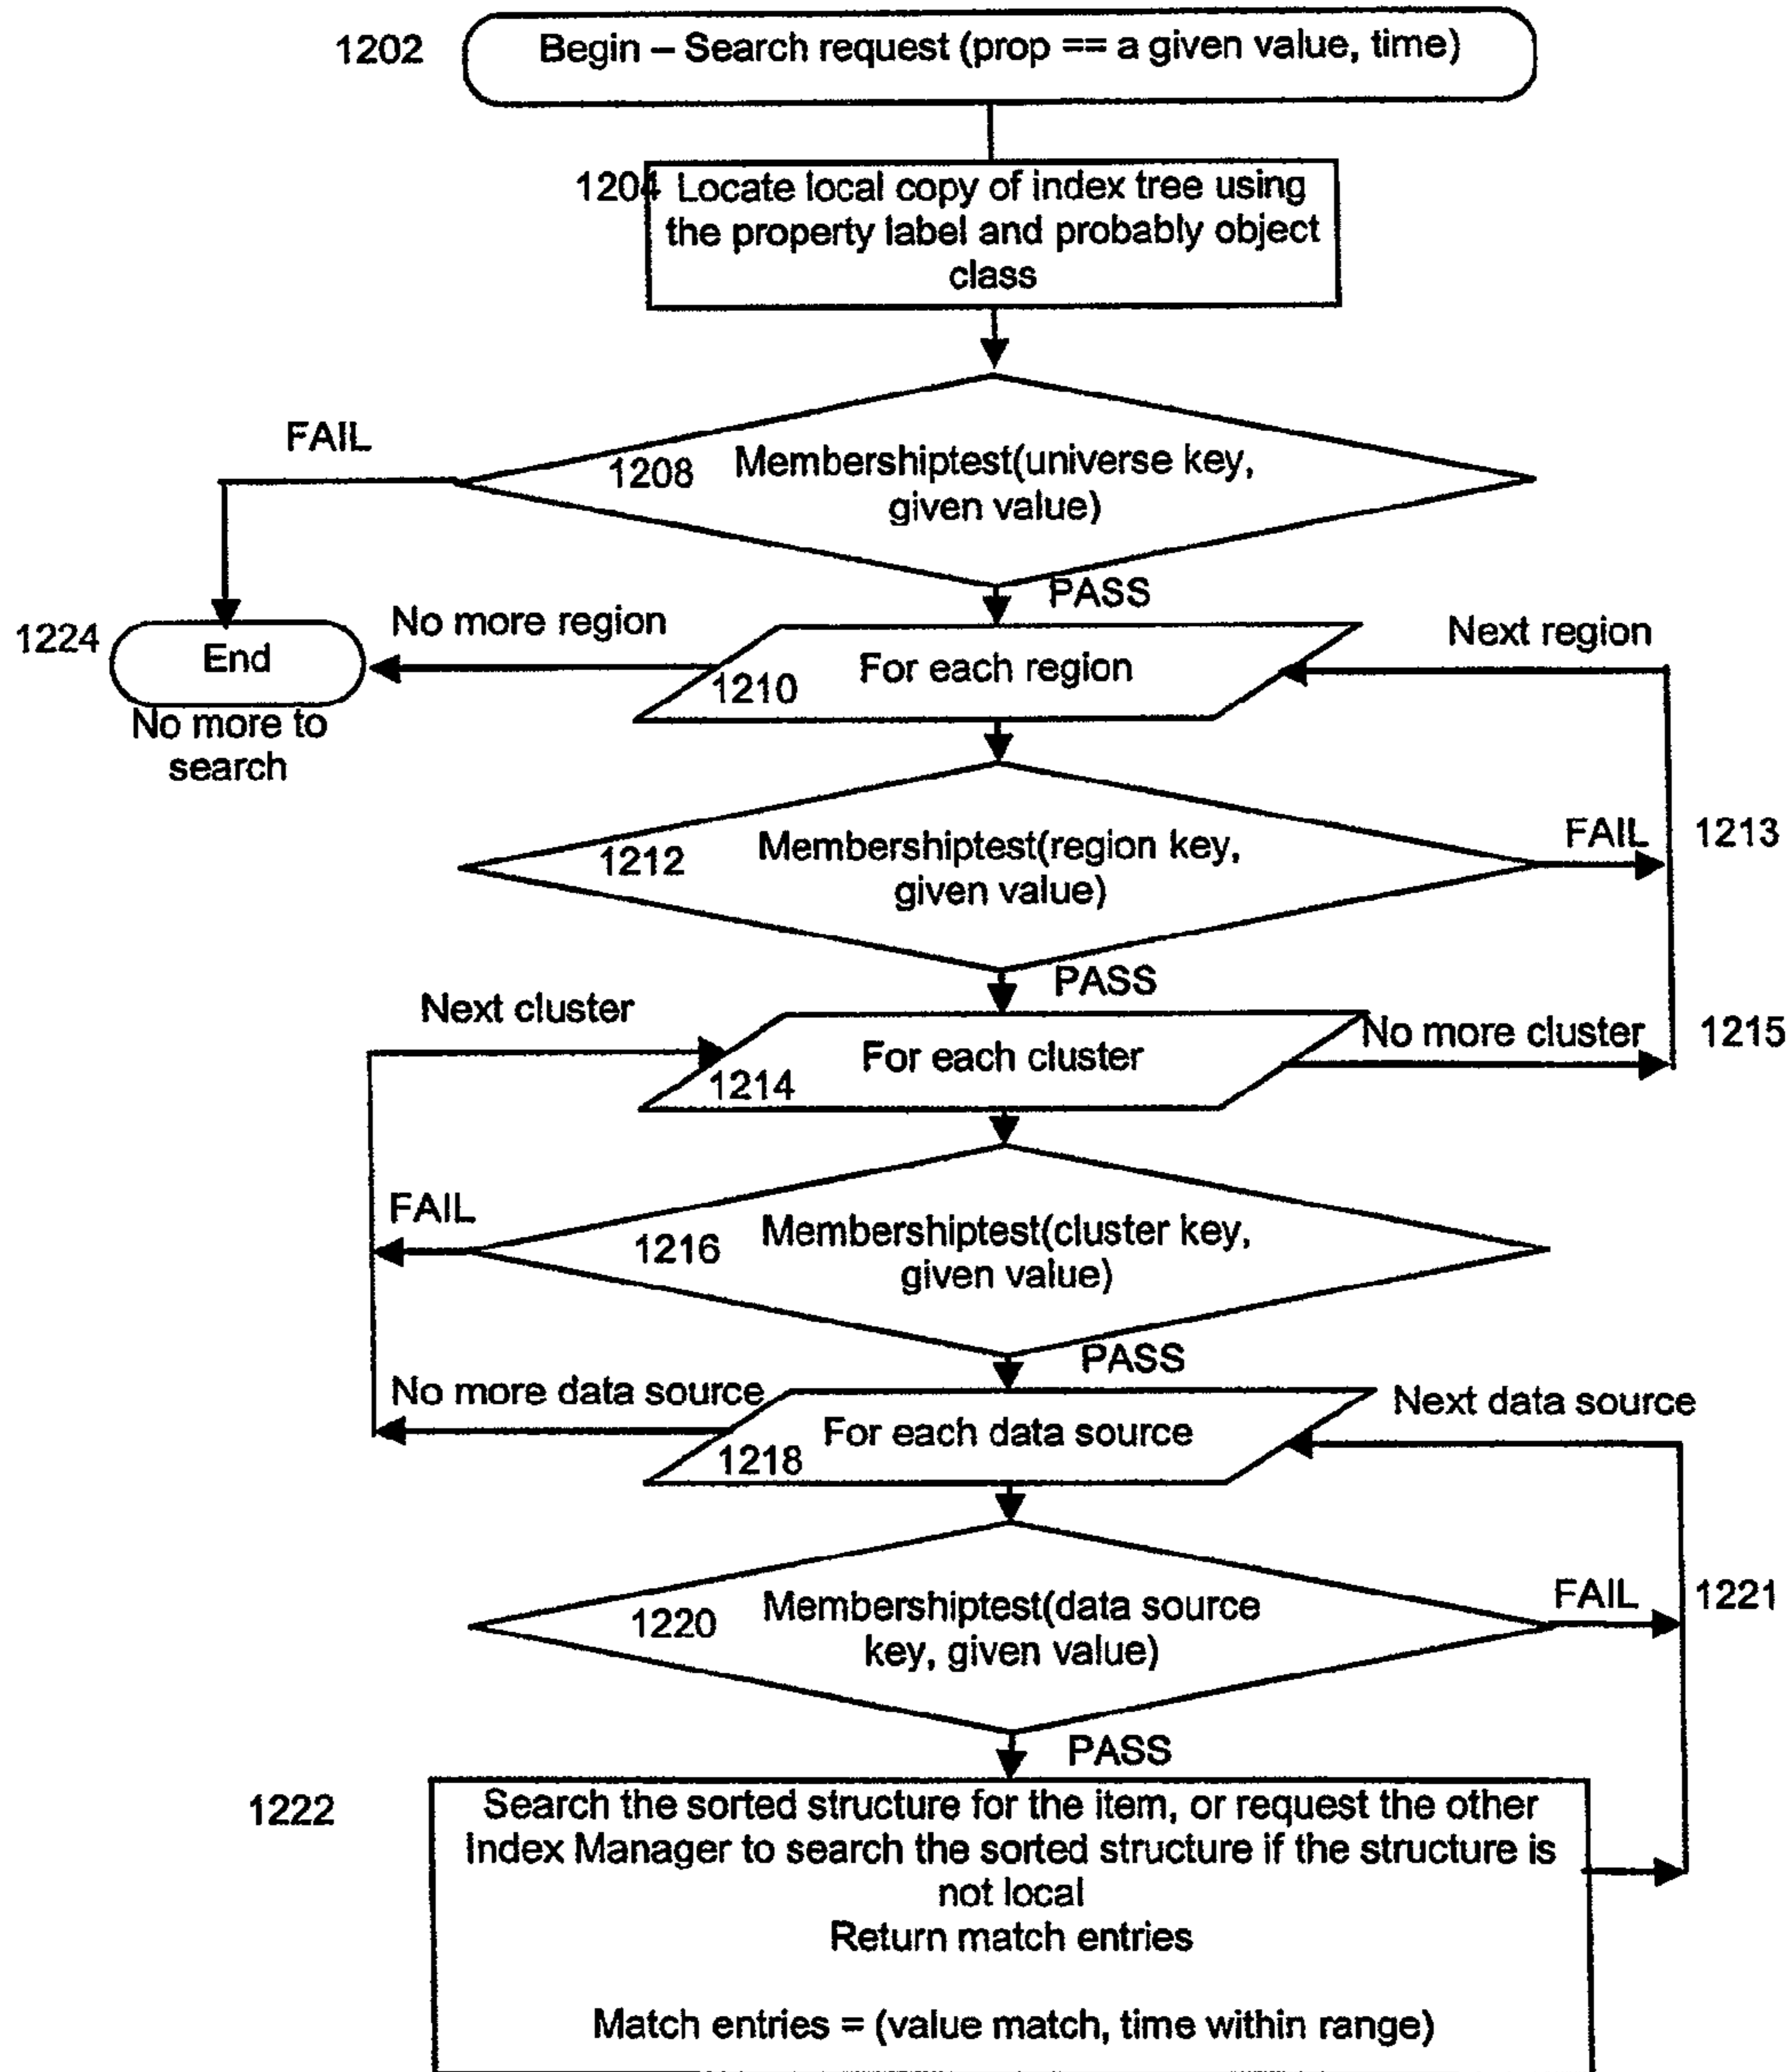 1202
Begin – Search request (prop == a given value, time)
1204 Locate local copy of index tree using
the property label and probably object
class
FAIL
1208 Membershiptest(universe key,
given value)
PASS
1224
End
No more region
No more to
search
For each region
1210
Next region
1212 Membershiptest(region key,
given value)
FAIL
1213
PASS
Next cluster
For each cluster
1214
No more cluster
1215
FAIL
1216 Membershiptest(cluster key,
given value)
PASS
No more data source
For each data source
1218
Next data source
1220 Membershiptest(data source
key, given value)
FAIL
1221
PASS
1222
Search the sorted structure for the item, or request the other
Index Manager to search the sorted structure if the structure is
not local
Return match entries
Match entries = (value match, time within range)